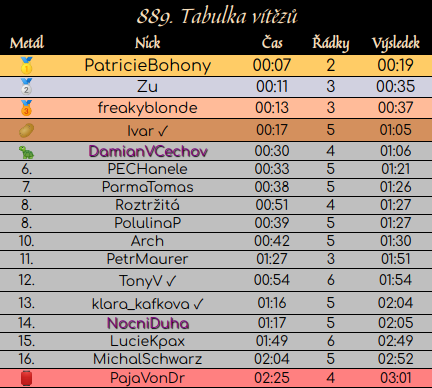 889. Tabulka vítězů
Metál Nick Čas Řádky Výsledek
1 PatricieBohony 00:07 2 00:19
2 Zu 00:11 3 00:35
3 freakyblonde 00:13 3 00:37
Ivar ✓ 00:17 5 01:05
DamianVCechov 00:30 4 01:06
6. PECHanele 00:33 5 01:21
7. ParmaTomas 00:38 5 01:26
8. Roztržitá 00:51 4 01:27
8. PolulinaP 00:39 5 01:27
10. Arch 00:42 5 01:30
11. PetrMaurer 01:27 3 01:51
12. TonyV ✓ 00:54 6 01:54
13. klara_kafkova ✓ 01:16 5 02:04
14. NocniDuha 01:17 5 02:05
15. LucieKpax 01:49 6 02:49
16. MichalSchwarz 02:04 5 02:52
PajaVonDr 02:25 4 03:01